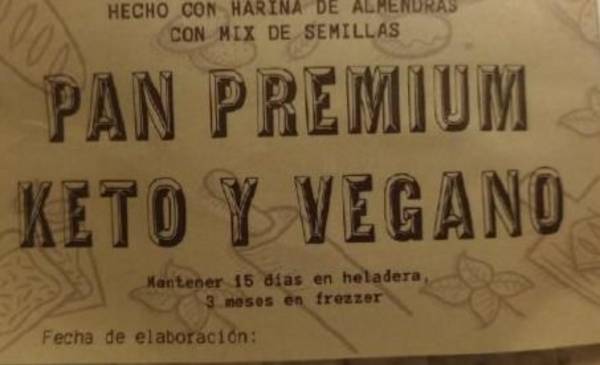 HECHO CON HARINA DE ALMENDRAS
CON MIX DE SEMILLAS
PAN PREMIUM
KETO Y VEGANO
Mantener 15 dias en heladera,
3 meses en frezzer
Fecha de elaboración: